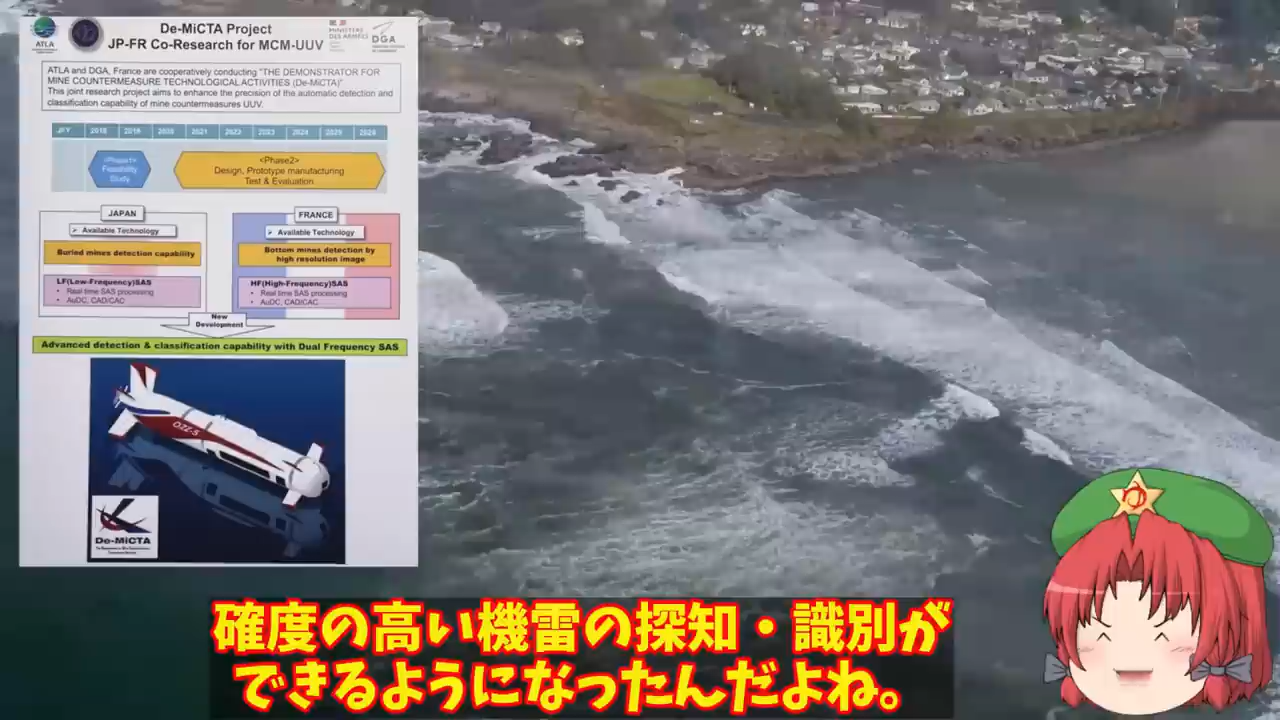 De-MiCTA Project
JP-FR Co-Research for MCM-UUV
ATLA
MINISTÈRE
DES ARMÉES
DGA
ATLA and DGA, France are cooperatively conducting "THE DEMONSTRATOR FOR
MINE COUNTERMEASURE TECHNOLOGICAL ACTIVITIES (De-MiCTA)"
This joint research project aims to enhance the precision of the automatic detection and
classification capability of mine countermeasures UUV.
JFY 2018 2019 2020 2021 2022 2023 2024 2025 2026
<Phase1>
Feasibility
Study
<Phase2>
Design, Prototype manufacturing
Test & Evaluation
JAPAN
➢ Available Technology
Buried mines detection capability
LF(Low-Frequency)SAS
• Real time SAS processing
• AuDC, CAD/CAC
FRANCE
➢ Available Technology
Bottom mines detection by
high resolution image
HF(High-Frequency)SAS
• Real time SAS processing
• AuDC, CAD/CAC
New
Development
Advanced detection & classification capability with Dual Frequency SAS
OZZ-5
De-MiCTA
確度の高い機雷の探知・識別が
できるようになったんだよね。